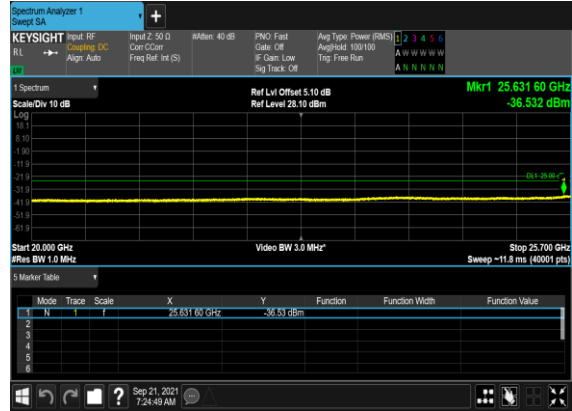 Spectrum Analyzer 1
Swept SA
KEYSIGHT
RL
LW
Input: RF
Coupling: DC
Align: Auto
Input Z: 50 Ω
Corr CCorr
Freq Ref: Int (S)
#Atten: 40 dB
PNO: Fast
Gate: Off
IF Gain: Low
Sig Track: Off
Avg Type: Power (RMS)
Avg|Hold: 100/100
Trig: Free Run
1 2 3 4 5 6
A W W W W W
A N N N N N
1 Spectrum
Scale/Div 10 dB
Ref Lvl Offset 5.10 dB
Ref Level 28.10 dBm
Mkr1 25.631 60 GHz
-36.532 dBm
Log
18.1
8.10
-1.90
-11.9
-21.9
-31.9
-41.9
-51.9
-61.9
DL1 -25.00
1
Start 20.000 GHz
#Res BW 1.0 MHz
Video BW 3.0 MHz*
Stop 25.700 GHz
Sweep ~11.8 ms (40001 pts)
5 Marker Table
Mode Trace Scale X Y Function Function Width Function Value
1 N 1 f 25.631 60 GHz -36.53 dBm
2
3
4
5
6
?
Sep 21, 2021
7:24:49 AM